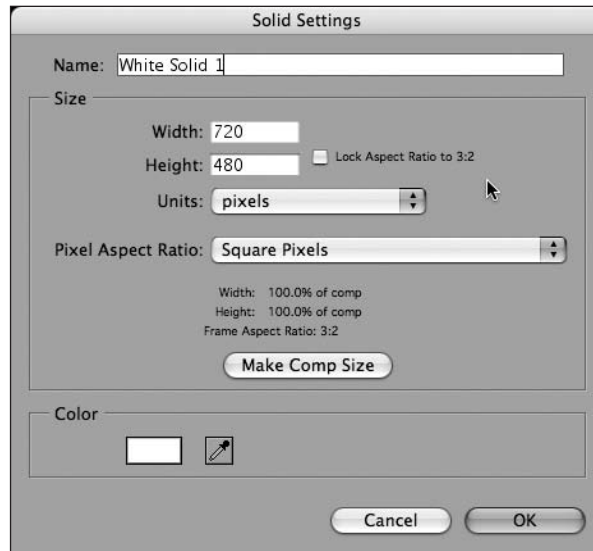 Solid Settings
Name: White Solid 1
Size
Width: 720
Height: 480
Lock Aspect Ratio to 3:2
Units: pixels
Pixel Aspect Ratio: Square Pixels
Width: 100.0% of comp
Height: 100.0% of comp
Frame Aspect Ratio: 3:2
Make Comp Size
Color
Cancel
OK